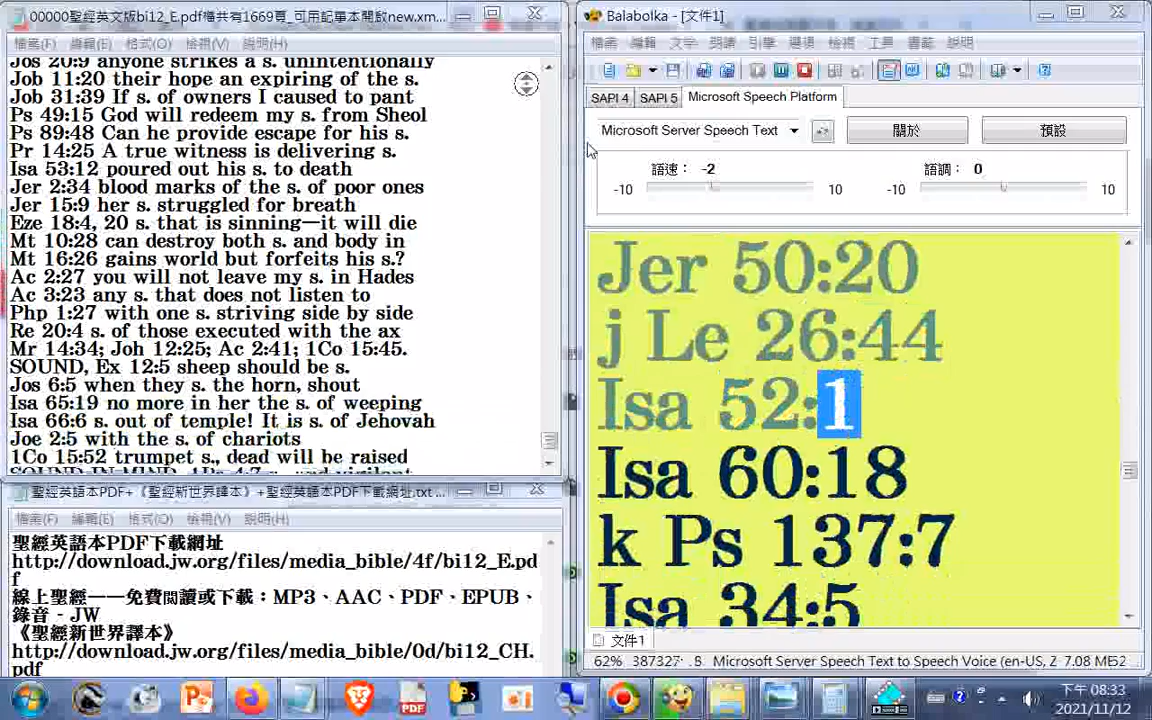 00000聖經英文版bi12_E.pdf檔共有1669頁_可用記事本開啟new.xm...
檔案(F) 編輯(E) 格式(O) 檢視(V) 說明(H)
Jos 20:9 anyone strikes a s. unintentionally
Job 11:20 their hope an expiring of the s.
Job 31:39 If s. of owners I caused to pant
Ps 49:15 God will redeem my s. from Sheol
Ps 89:48 Can he provide escape for his s.
Pr 14:25 A true witness is delivering s.
Isa 53:12 poured out his s. to death
Jer 2:34 blood marks of the s. of poor ones
Jer 15:9 her s. struggled for breath
Eze 18:4, 20 s. that is sinning—it will die
Mt 10:28 can destroy both s. and body in
Mt 16:26 gains world but forfeits his s.?
Ac 2:27 you will not leave my s. in Hades
Ac 3:23 any s. that does not listen to
Php 1:27 with one s. striving side by side
Re 20:4 s. of those executed with the ax
Mr 14:34; Joh 12:25; Ac 2:41; 1Co 15:45.
SOUND, Ex 12:5 sheep should be s.
Jos 6:5 when they s. the horn, shout
Isa 65:19 no more in her the s. of weeping
Isa 66:6 s. out of temple! It is s. of Jehovah
Joe 2:5 with the s. of chariots
1Co 15:52 trumpet s., dead will be raised
SOUND IN MIND, 1Pe 4:7
聖經英語本PDF+《聖經新世界譯本》+聖經英語本PDF下載網址.txt ...
檔案(F) 編輯(E) 格式(O) 檢視(V) 說明(H)
聖經英語本PDF下載網址
http://download.jw.org/files/media_bible/4f/bi12_E.pd
f
線上聖經——免費閱讀或下載：MP3、AAC、PDF、EPUB、
錄音 - JW
《聖經新世界譯本》
http://download.jw.org/files/media_bible/0d/bi12_CH.
pdf
Balabolka - [文件1]
檔案 編輯 文字 朗讀 引擎 選項 檢視 工具 書籤 說明
SAPI 4 SAPI 5 Microsoft Speech Platform
Microsoft Server Speech Text 關於 預設
語速： -2 語調： 0
-10 10 -10 10
Jer 50:20
j Le 26:44
Isa 52:1
Isa 60:18
k Ps 137:7
Isa 34:5
文件1
62% Microsoft Server Speech Text to Speech Voice (en-US, Z 7.08 ME
PDF
下午 08:33
2021/11/12